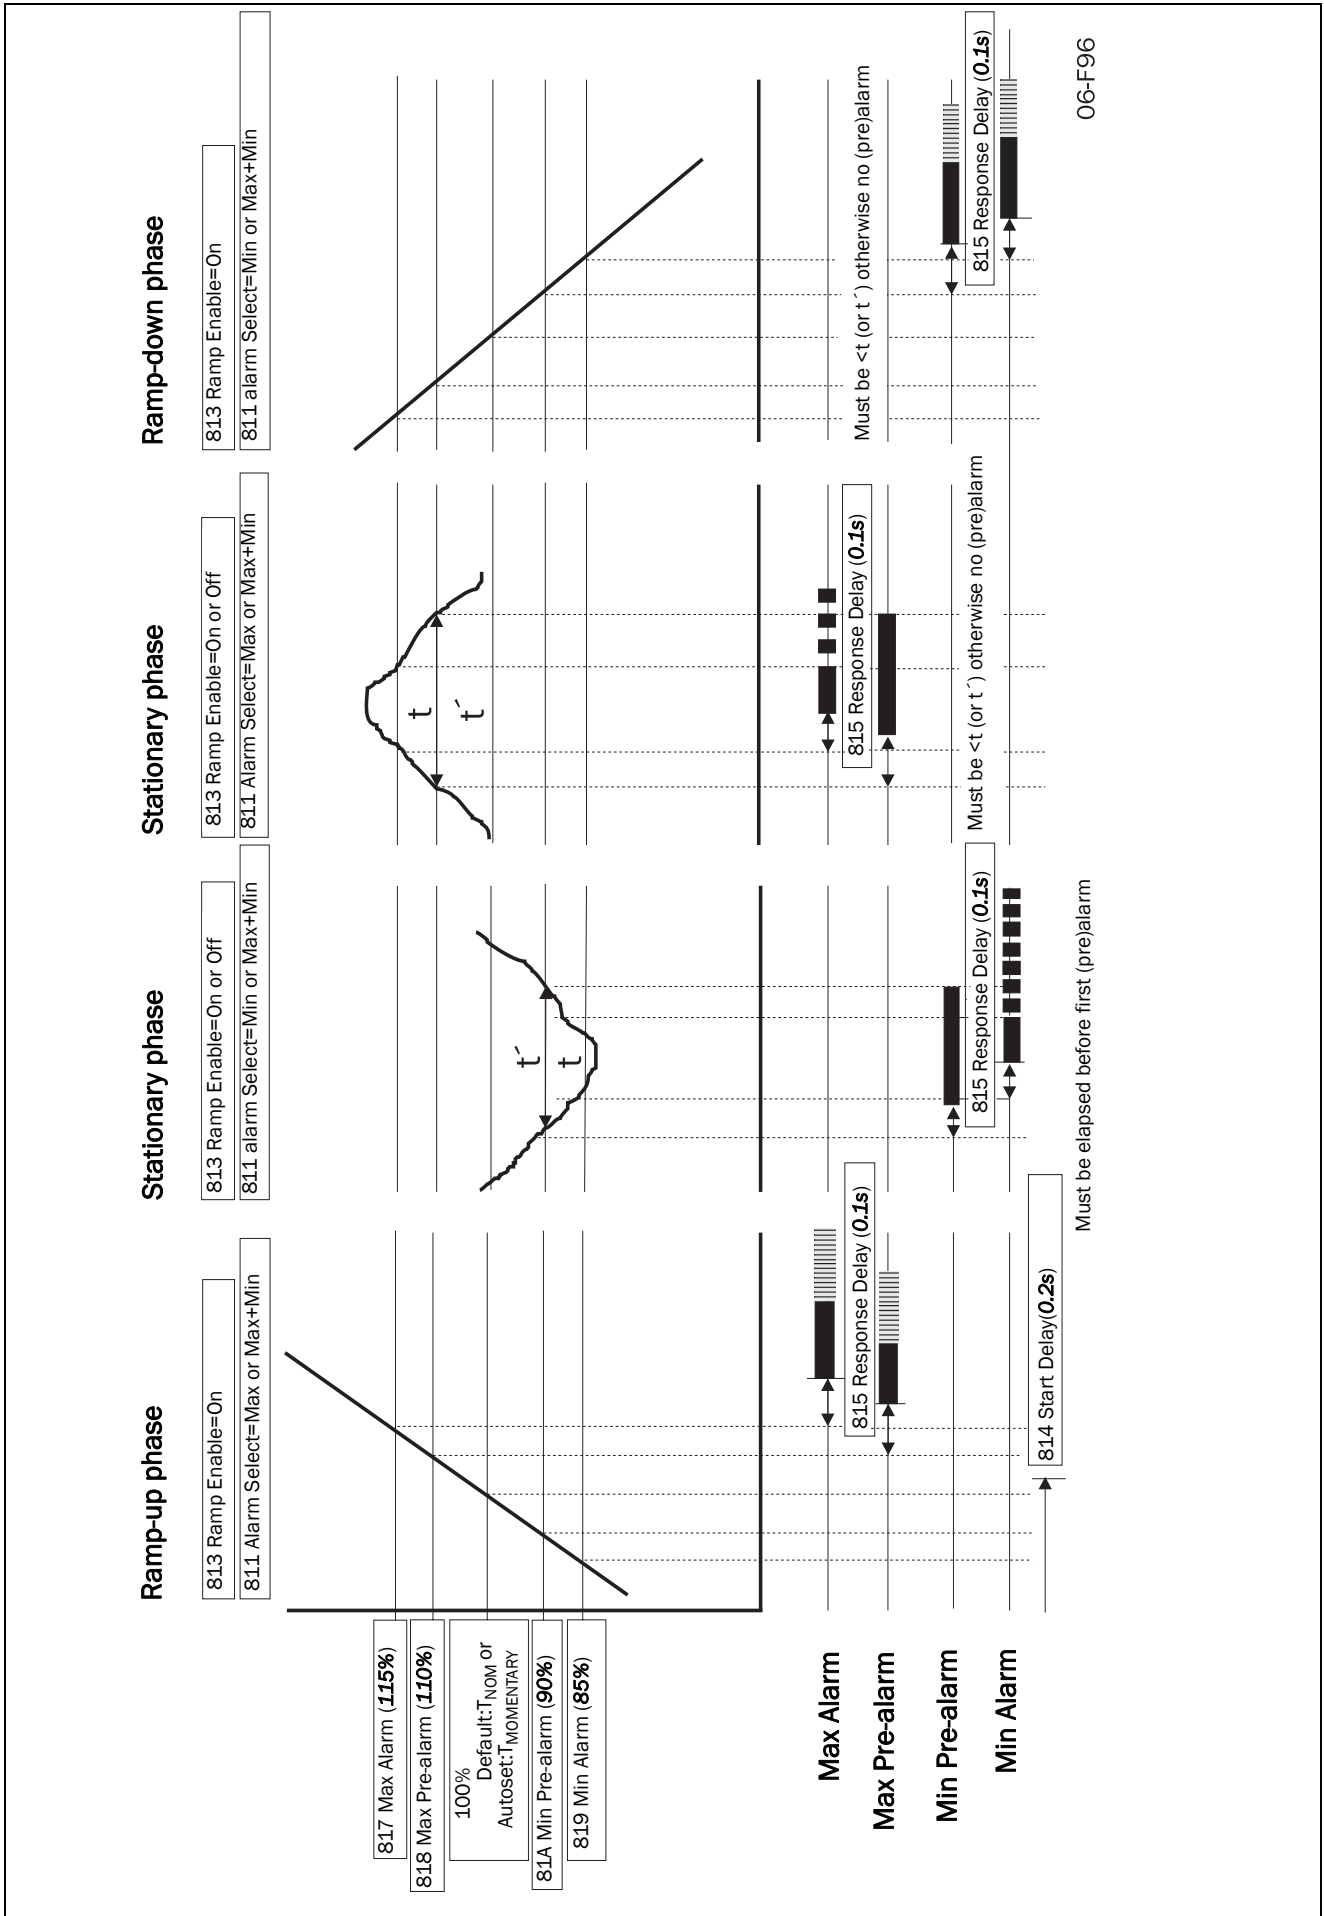 Ramp-up phase
813 Ramp Enable=On
811 Alarm Select=Max or Max+Min
Stationary phase
813 Ramp Enable=On or Off
811 alarm Select=Min or Max+Min
Stationary phase
813 Ramp Enable=On or Off
811 Alarm Select=Max or Max+Min
Ramp-down phase
813 Ramp Enable=On
811 alarm Select=Min or Max+Min
817 Max Alarm (115%)
818 Max Pre-alarm (110%)
100%
Default:TNOM or
Autoset:TMOMENTARY
81A Min Pre-alarm (90%)
819 Min Alarm (85%)
t´
t
t
t´
Max Alarm
Max Pre-alarm
Min Pre-alarm
Min Alarm
815 Response Delay (0.1s)
815 Response Delay (0.1s)
815 Response Delay (0.1s)
815 Response Delay (0.1s)
Must be <t (or t´) otherwise no (pre)alarm
Must be <t (or t´) otherwise no (pre)alarm
814 Start Delay(0.2s)
Must be elapsed before first (pre)alarm
06-F96